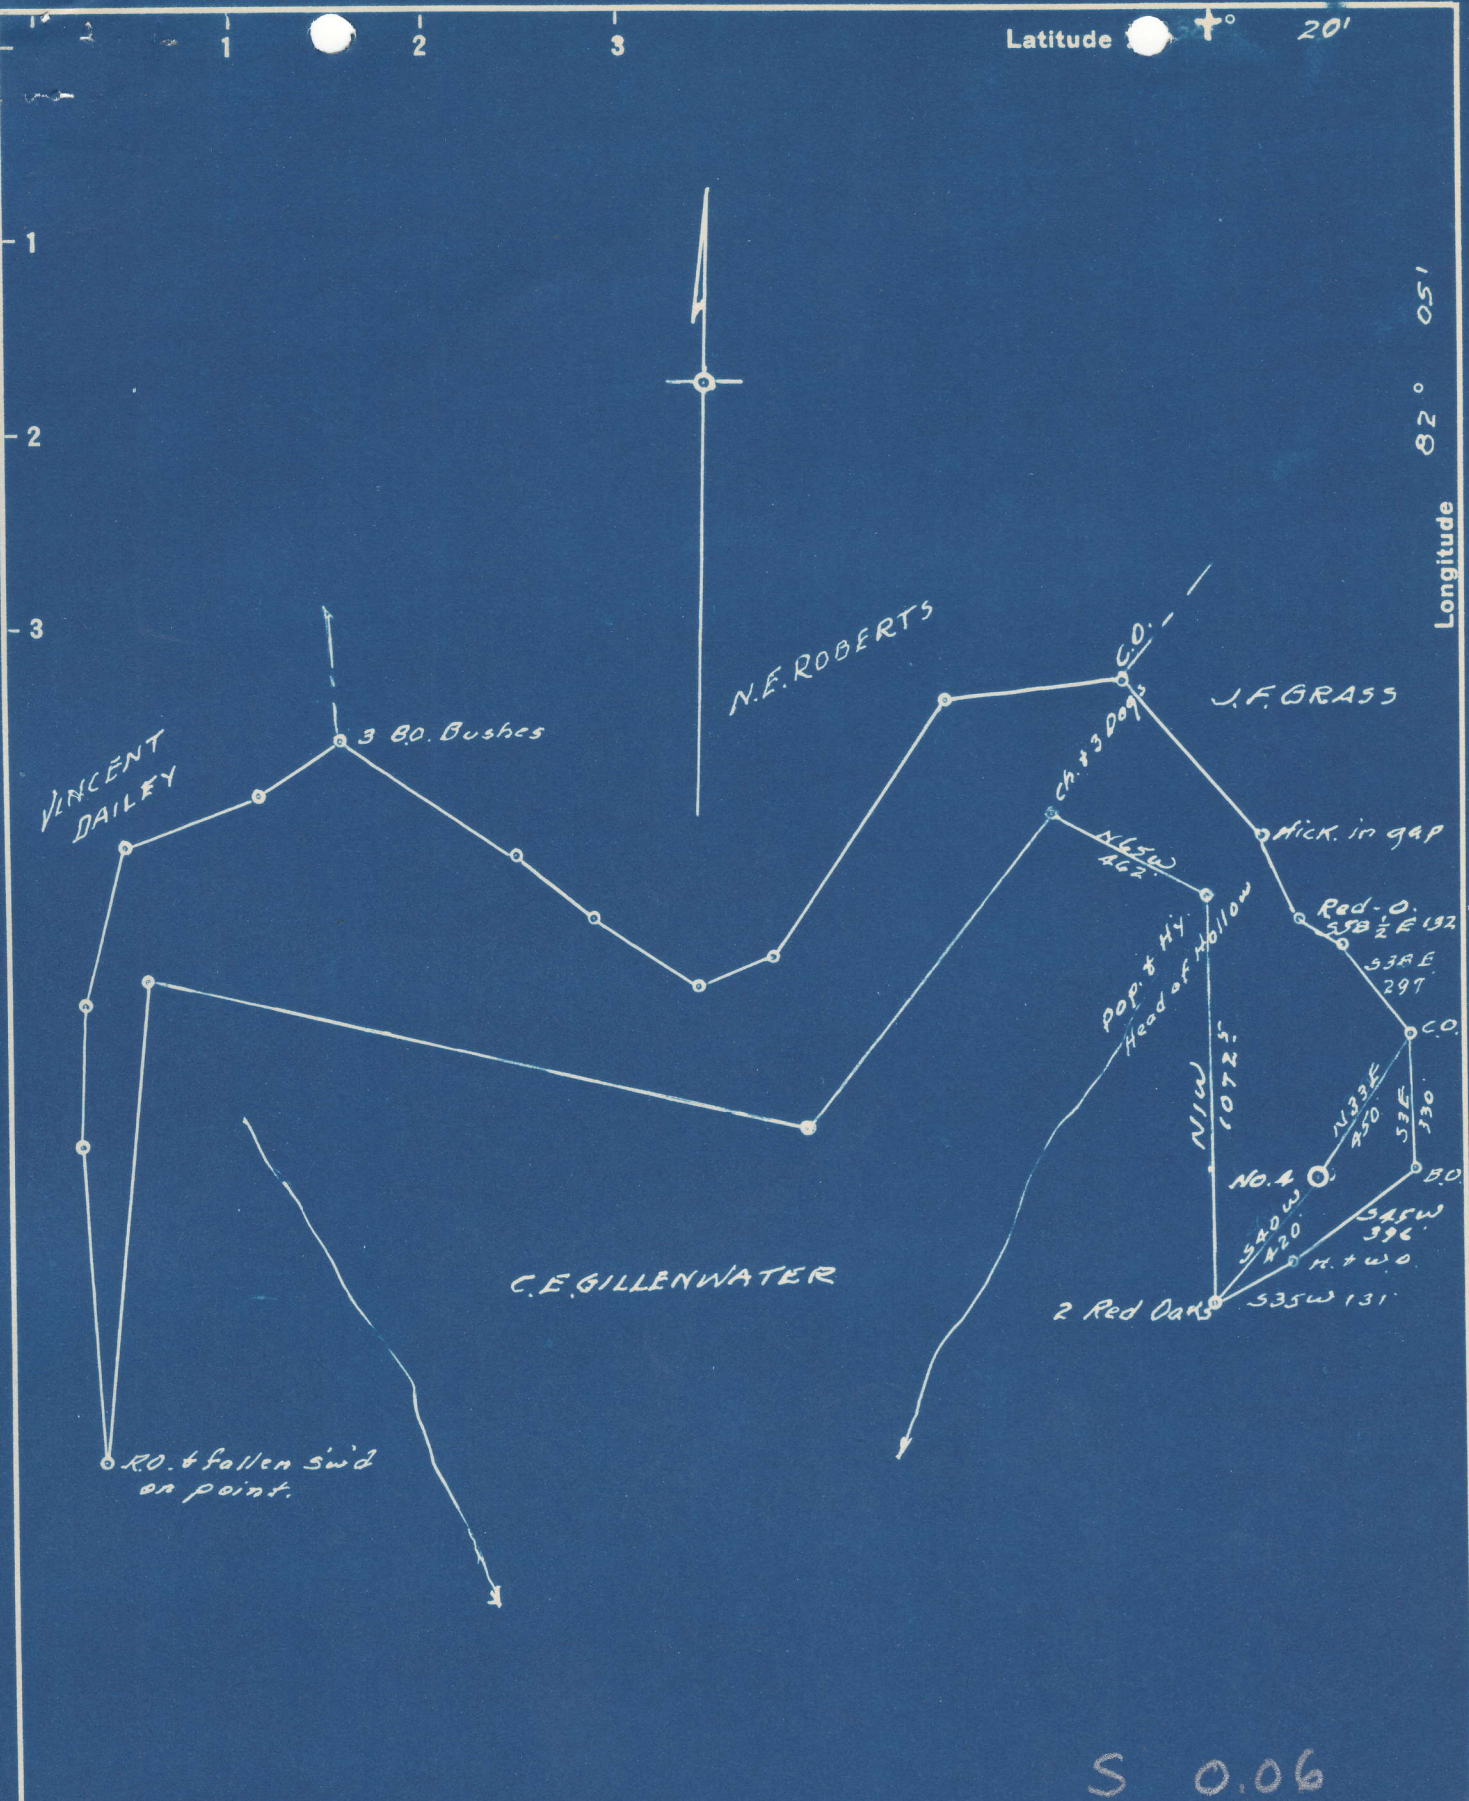 1
2
3
Latitude
° 20'
1
2
3
82° 05'
Longitude
N.E. ROBERTS
C.O.
J.F. GRASS
Ch. & 3 Dogs
3 B.O. Bushes
VINCENT
DAILEY
Hick. in gap
N65W
462'
Red-O.
S58½E 132
S38E
297
Pop. & Hy.
Head of Hollow
C.O.
N1W
1072.5
N33E
450
S3E
330
No. 4
B.O.
S40W
420
S45W
396
H. & W.O.
C.E. GILLENWATER
2 Red Oaks
S35W 131
R.O. & fallen s'w'd
on point.
S 0.06